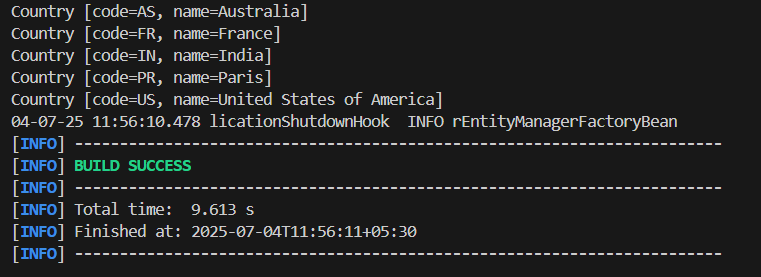 Country [code=AS, name=Australia]
Country [code=FR, name=France]
Country [code=IN, name=India]
Country [code=PR, name=Paris]
Country [code=US, name=United States of America]
04-07-25 11:56:10.478 licationShutdownHook  INFO rEntityManagerFactoryBean
[INFO] ------------------------------------------------------------------------
[INFO] BUILD SUCCESS
[INFO] ------------------------------------------------------------------------
[INFO] Total time:  9.613 s
[INFO] Finished at: 2025-07-04T11:56:11+05:30
[INFO] ------------------------------------------------------------------------